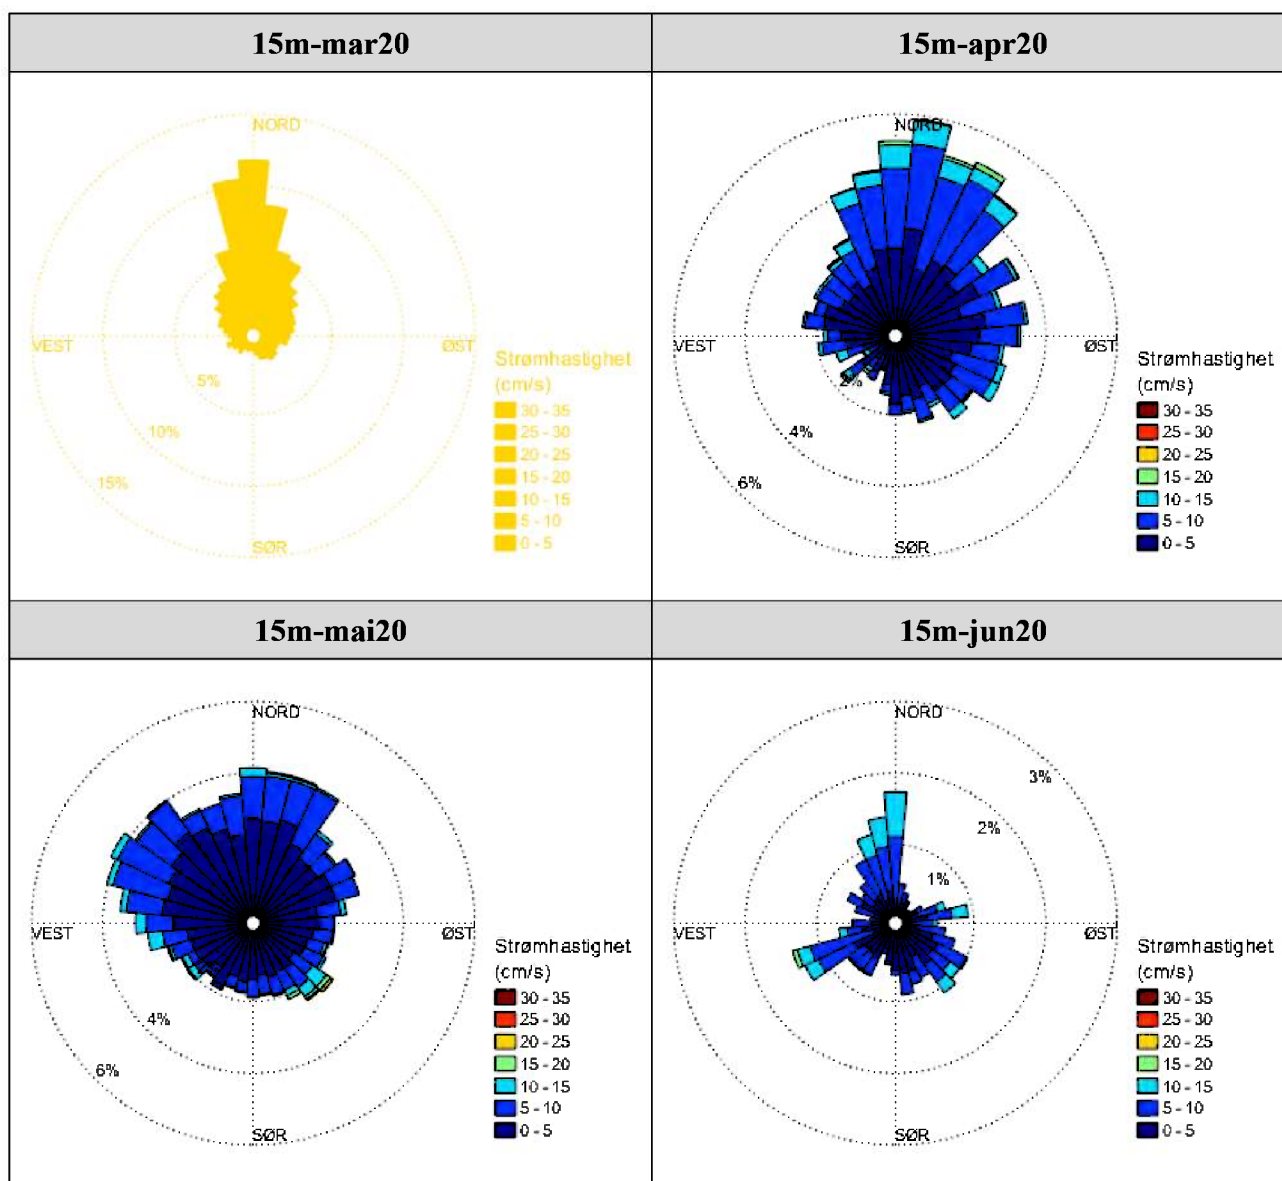 15m-mar20
15m-apr20
NORD
VEST
ØST
SØR
5%
10%
15%
Strømhastighet
(cm/s)
30 - 35
25 - 30
20 - 25
15 - 20
10 - 15
5 - 10
0 - 5
NORD
VEST
ØST
SØR
2%
4%
6%
Strømhastighet
(cm/s)
30 - 35
25 - 30
20 - 25
15 - 20
10 - 15
5 - 10
0 - 5
15m-mai20
15m-jun20
NORD
VEST
ØST
SØR
4%
6%
Strømhastighet
(cm/s)
30 - 35
25 - 30
20 - 25
15 - 20
10 - 15
5 - 10
0 - 5
NORD
3%
2%
1%
VEST
ØST
SØR
Strømhastighet
(cm/s)
30 - 35
25 - 30
20 - 25
15 - 20
10 - 15
5 - 10
0 - 5